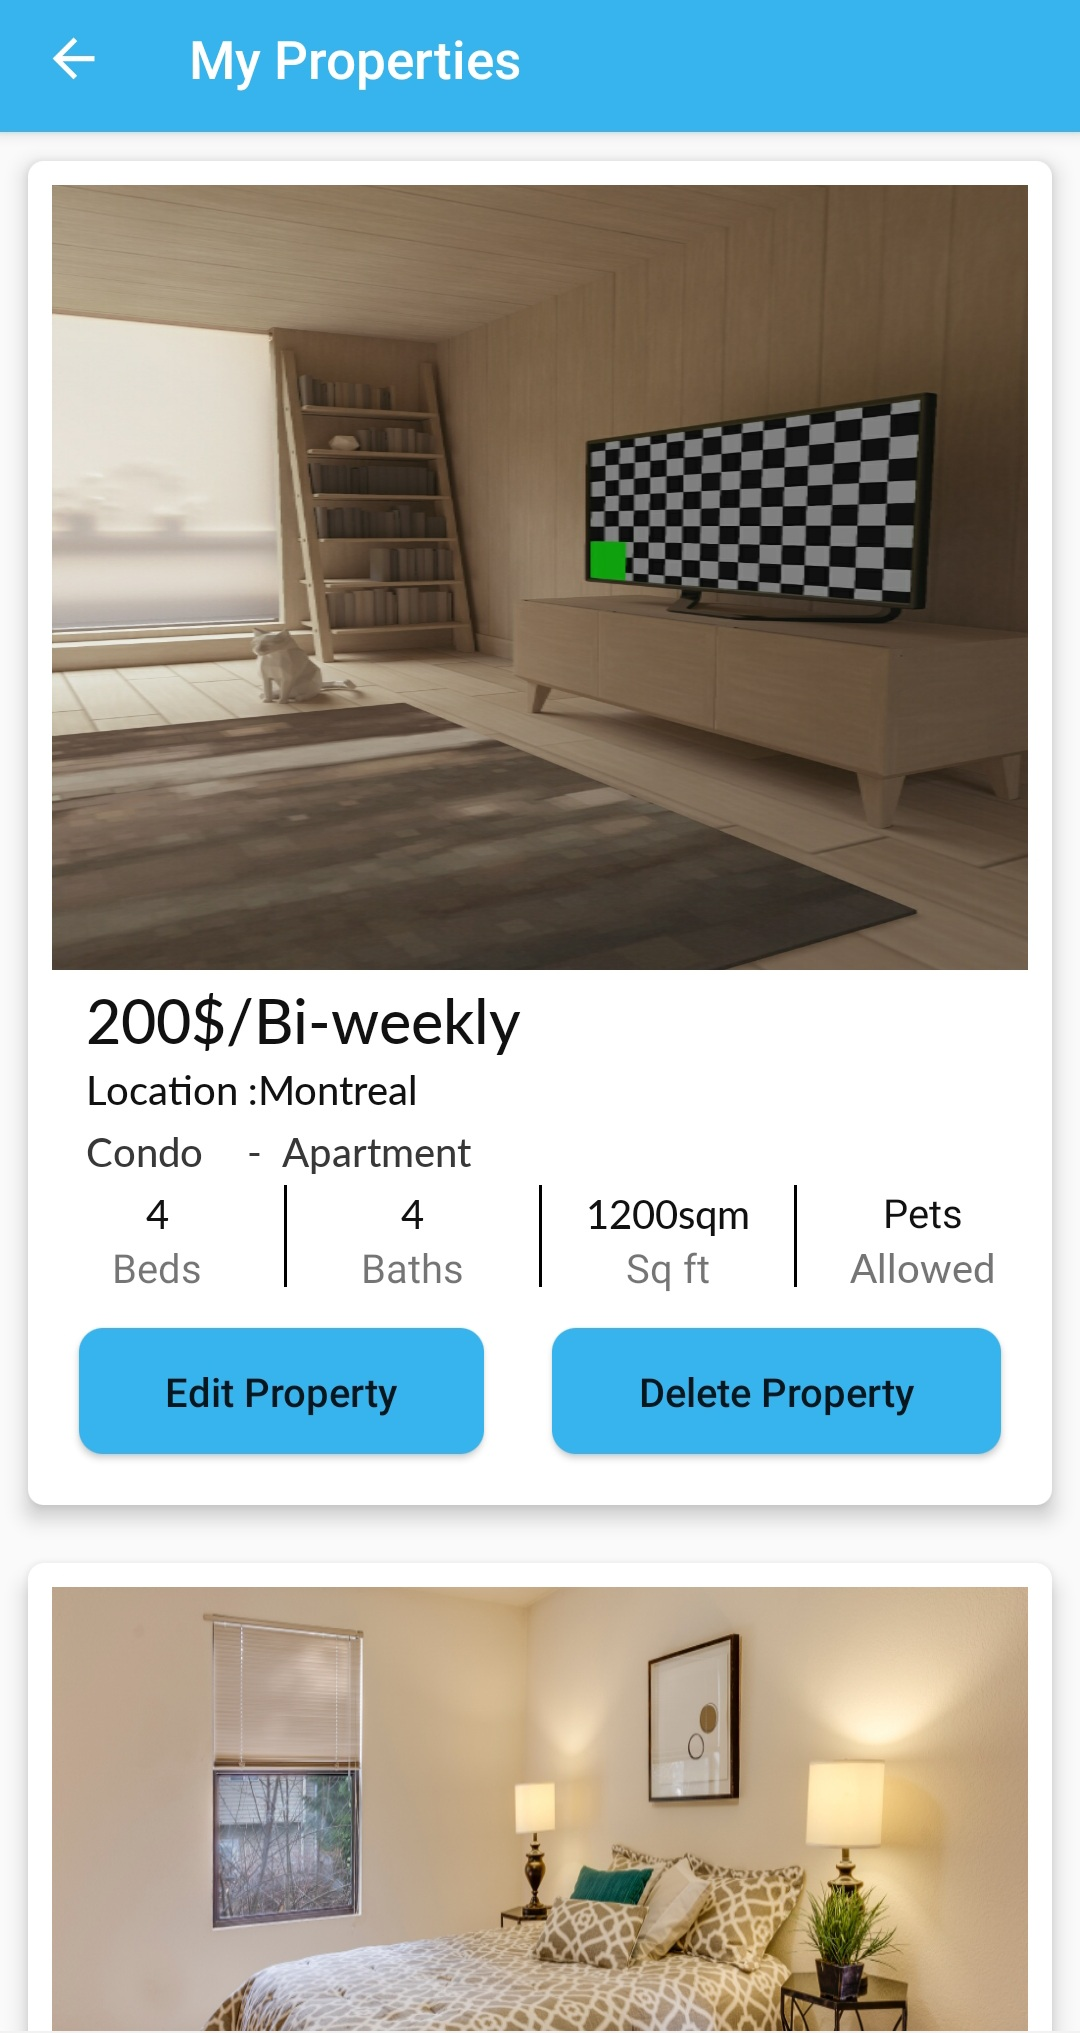 My Properties
200$/Bi-weekly
Location :Montreal
Condo - Apartment
4 4 1200sqm Pets
Beds Baths Sq ft Allowed
Edit Property Delete Property